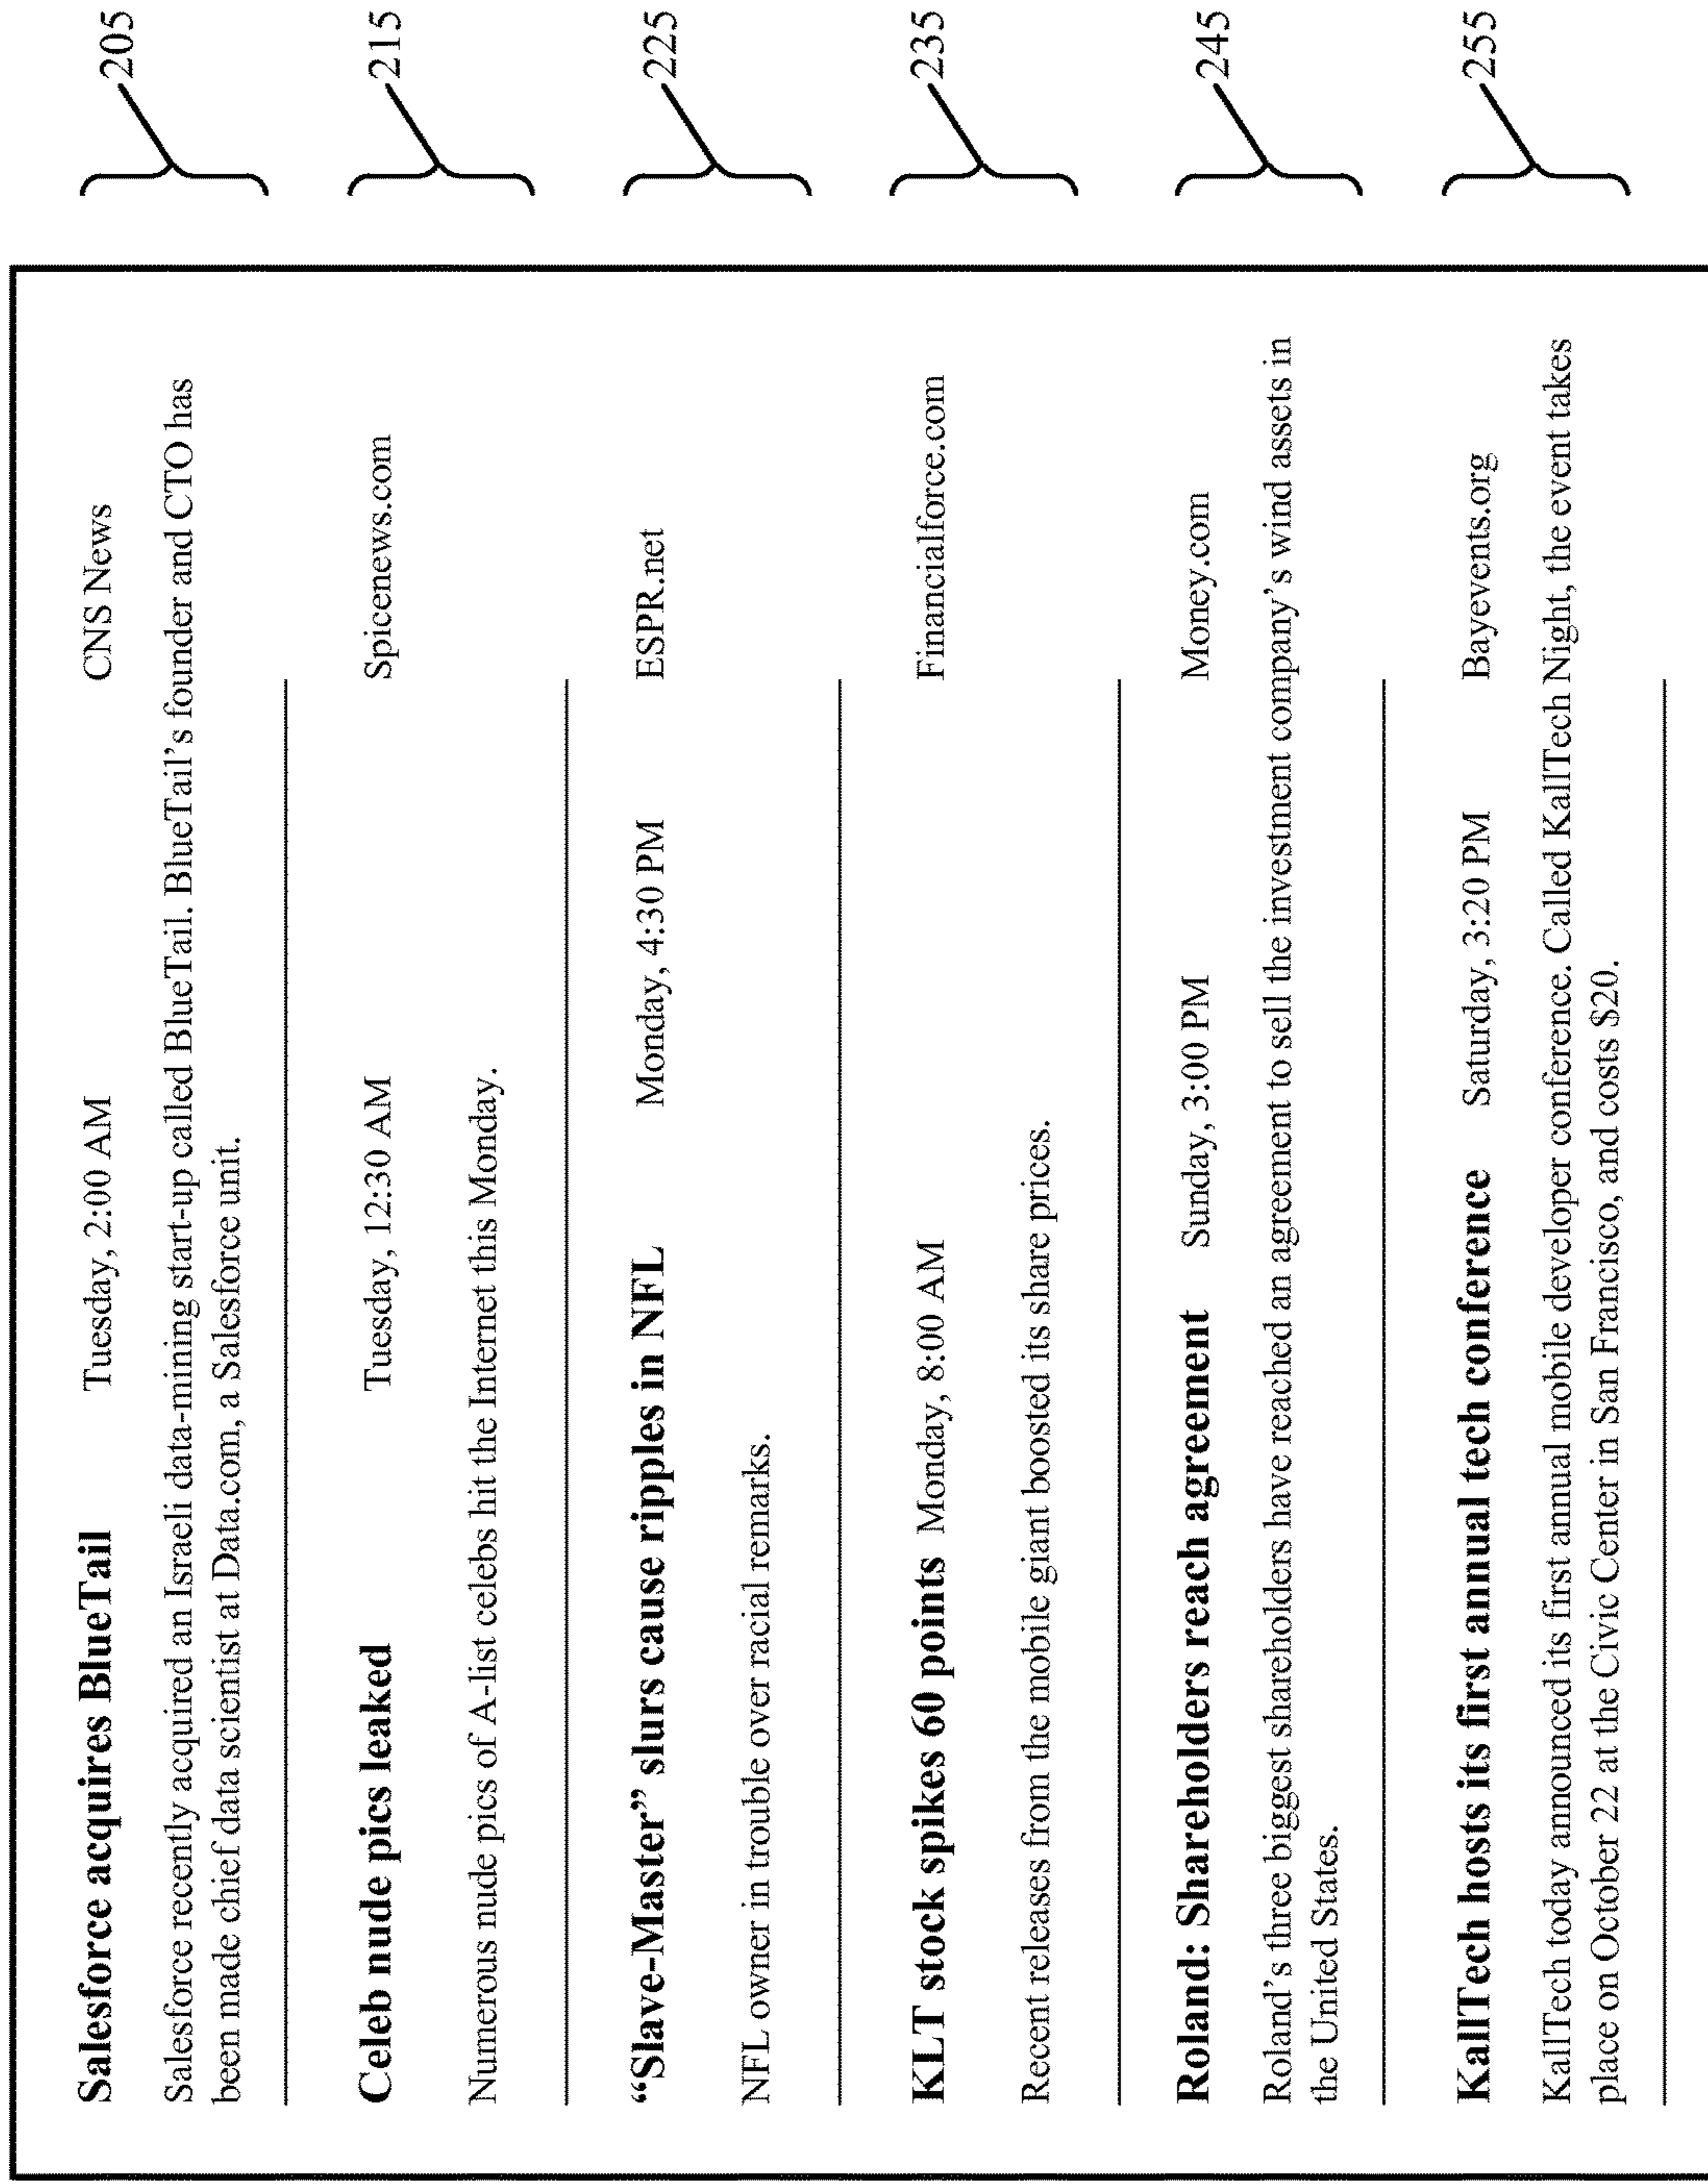 Salesforce acquires BlueTail Tuesday, 2:00 AM CNS News 205
Salesforce recently acquired an Israeli data-mining start-up called BlueTail. BlueTail's founder and CTO has
been made chief data scientist at Data.com, a Salesforce unit.
Celeb nude pics leaked Tuesday, 12:30 AM Spicenews.com 215
Numerous nude pics of A-list celebs hit the Internet this Monday.
“Slave-Master” slurs cause ripples in NFL Monday, 4:30 PM ESPR.net 225
NFL owner in trouble over racial remarks.
KLT stock spikes 60 points Monday, 8:00 AM Financialforce.com 235
Recent releases from the mobile giant boosted its share prices.
Roland: Shareholders reach agreement Sunday, 3:00 PM Money.com 245
Roland's three biggest shareholders have reached an agreement to sell the investment company's wind assets in
the United States.
KallTech hosts its first annual tech conference Saturday, 3:20 PM Bayevents.org 255
KallTech today announced its first annual mobile developer conference. Called KallTech Night, the event takes
place on October 22 at the Civic Center in San Francisco, and costs $20.